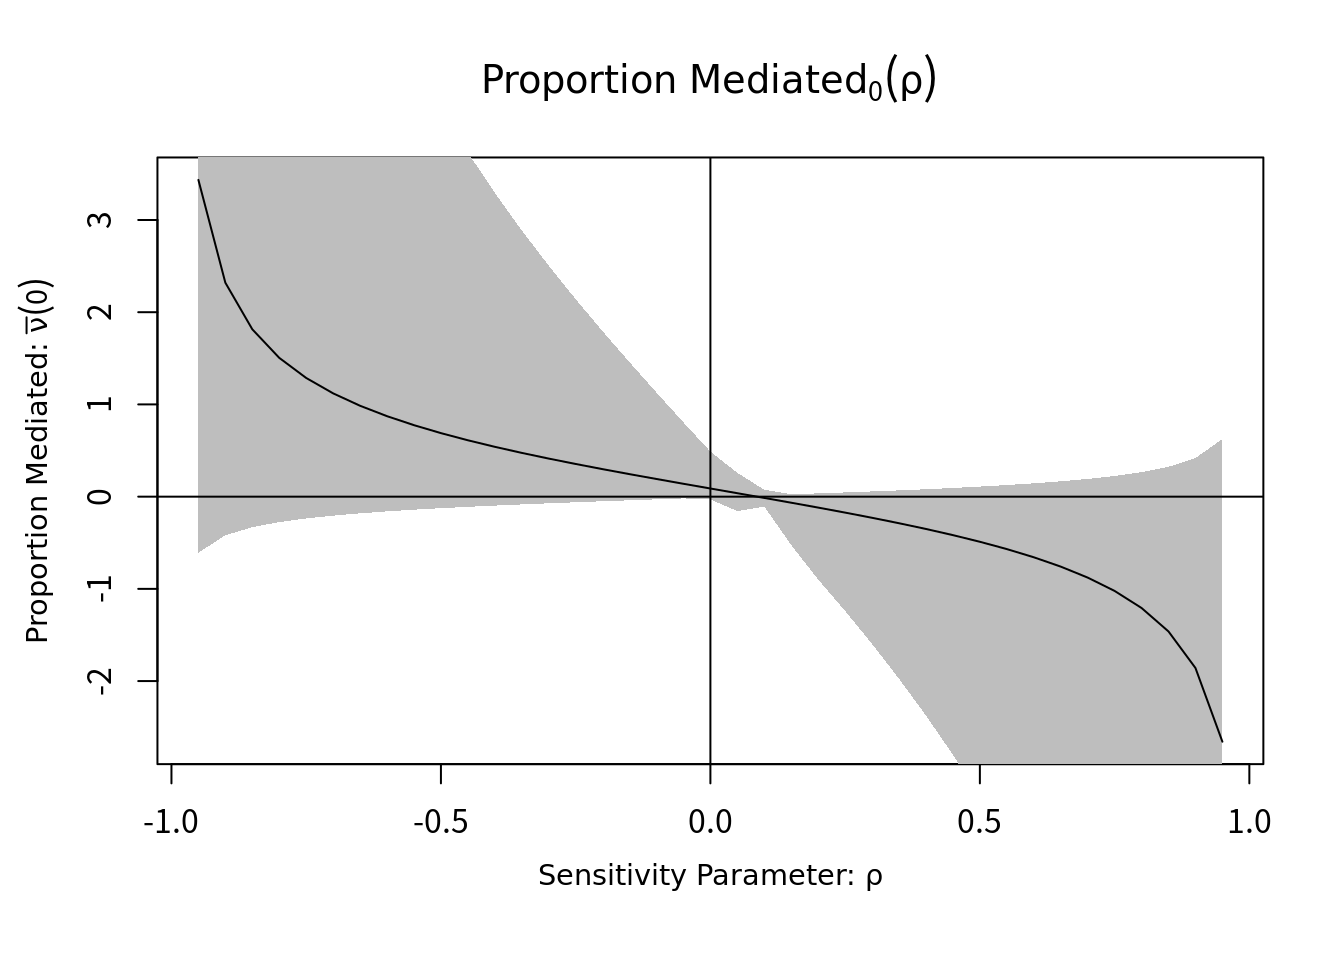 Proportion Mediated₀(ρ)
Proportion Mediated: ν̅(0)
3
2
1
0
-1
-2
-1.0 -0.5 0.0 0.5 1.0
Sensitivity Parameter: ρ